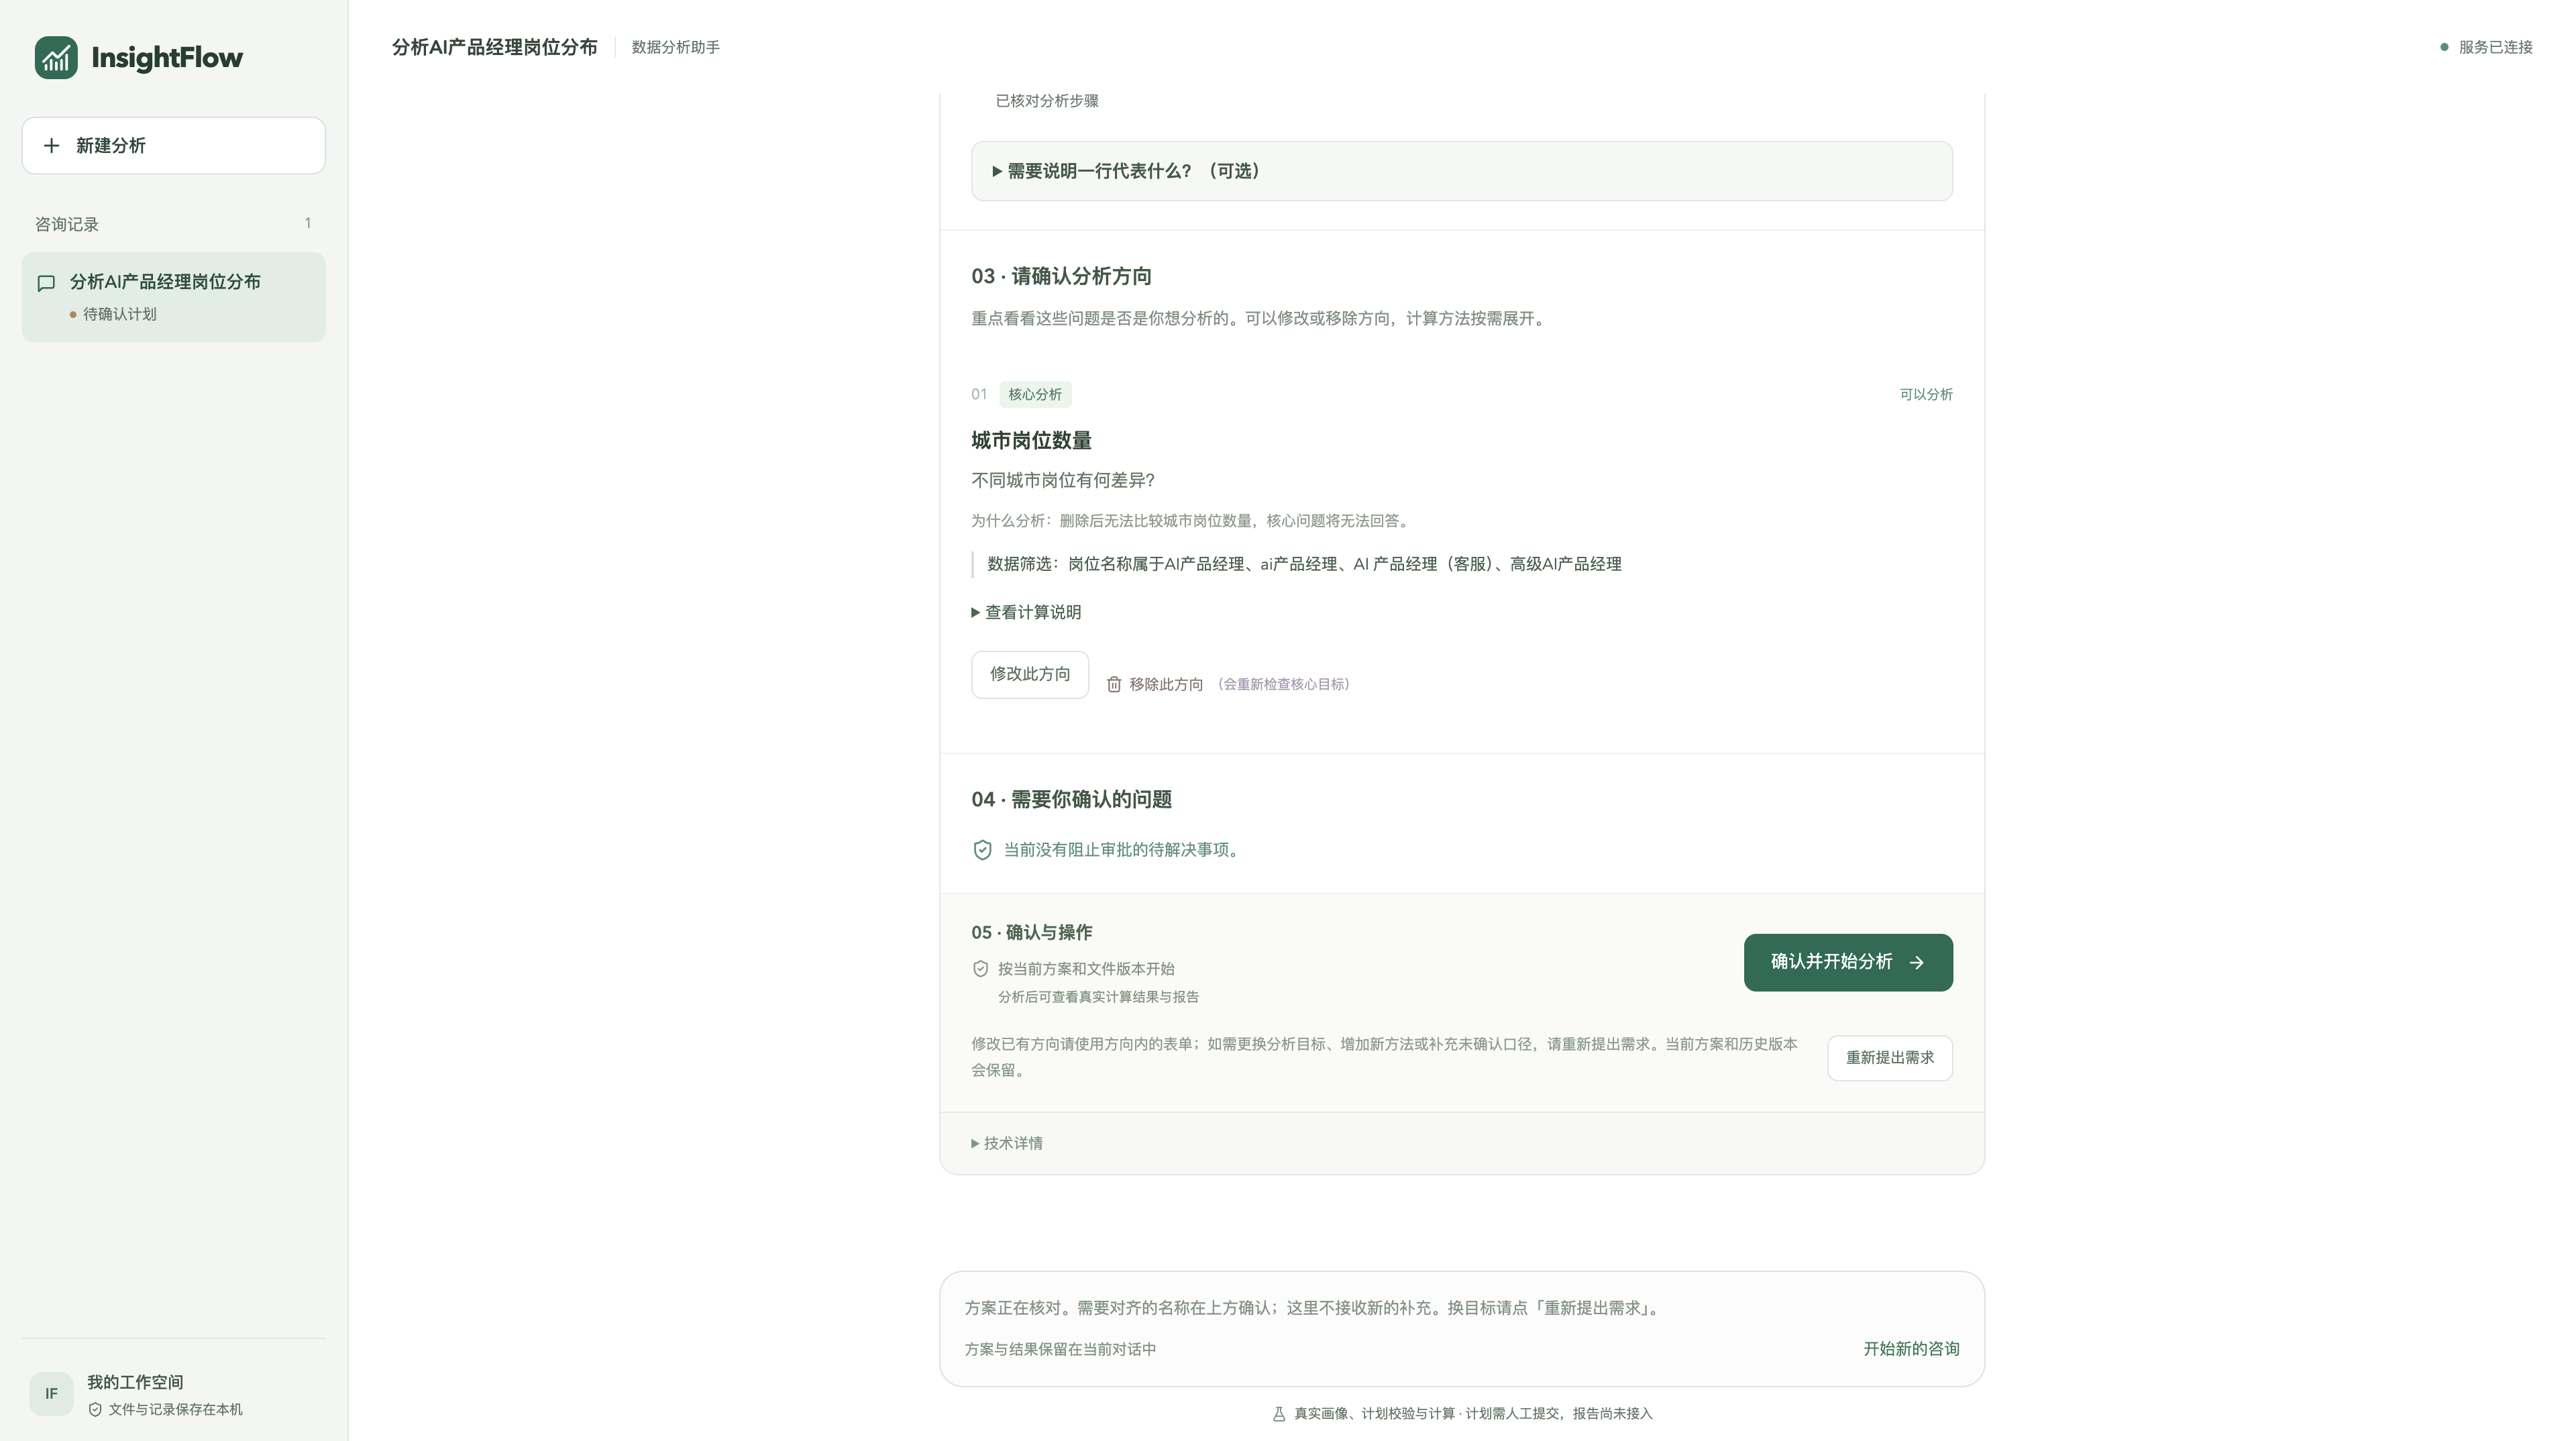 InsightFlow
新建分析
咨询记录 1
分析AI产品经理岗位分布
待确认计划
我的工作空间
IF
文件与记录保存在本机
分析AI产品经理岗位分布 数据分析助手
服务已连接
已核对分析步骤
需要说明一行代表什么？（可选）
03 · 请确认分析方向
重点看看这些问题是否是你想分析的。可以修改或移除方向，计算方法按需展开。
01 核心分析 可以分析
城市岗位数量
不同城市岗位有何差异？
为什么分析：删除后无法比较城市岗位数量，核心问题将无法回答。
数据筛选：岗位名称属于AI产品经理、ai产品经理、AI 产品经理（客服）、高级AI产品经理
查看计算说明
修改此方向 移除此方向 （会重新检查核心目标）
04 · 需要你确认的问题
当前没有阻止审批的待解决事项。
05 · 确认与操作
按当前方案和文件版本开始
分析后可查看真实计算结果与报告
确认并开始分析
修改已有方向请使用方向内的表单；如需更换分析目标、增加新方法或补充未确认口径，请重新提出需求。当前方案和历史版本
会保留。
重新提出需求
技术详情
方案正在核对。需要对齐的名称在上方确认；这里不接收新的补充。换目标请点「重新提出需求」。
方案与结果保留在当前对话中 开始新的咨询
真实画像、计划校验与计算 · 计划需人工提交，报告尚未接入